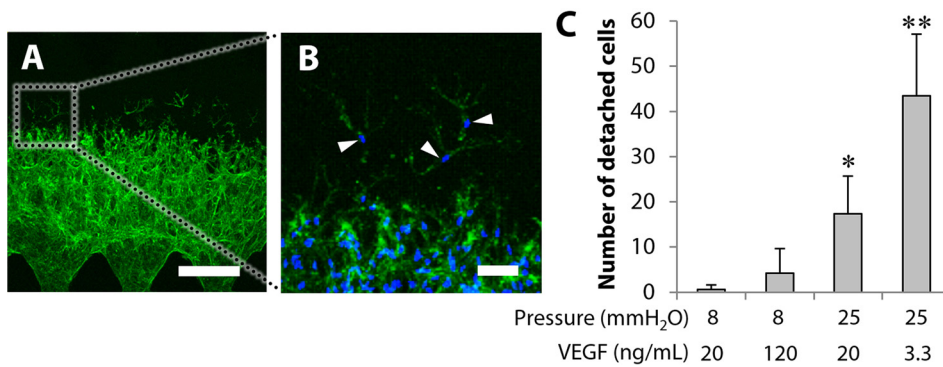 A
B
C
Number of detached cells
60
50
40
30
20
10
0
*
**
Pressure (mmH₂O) 8 8 25 25
VEGF (ng/mL) 20 120 20 3.3